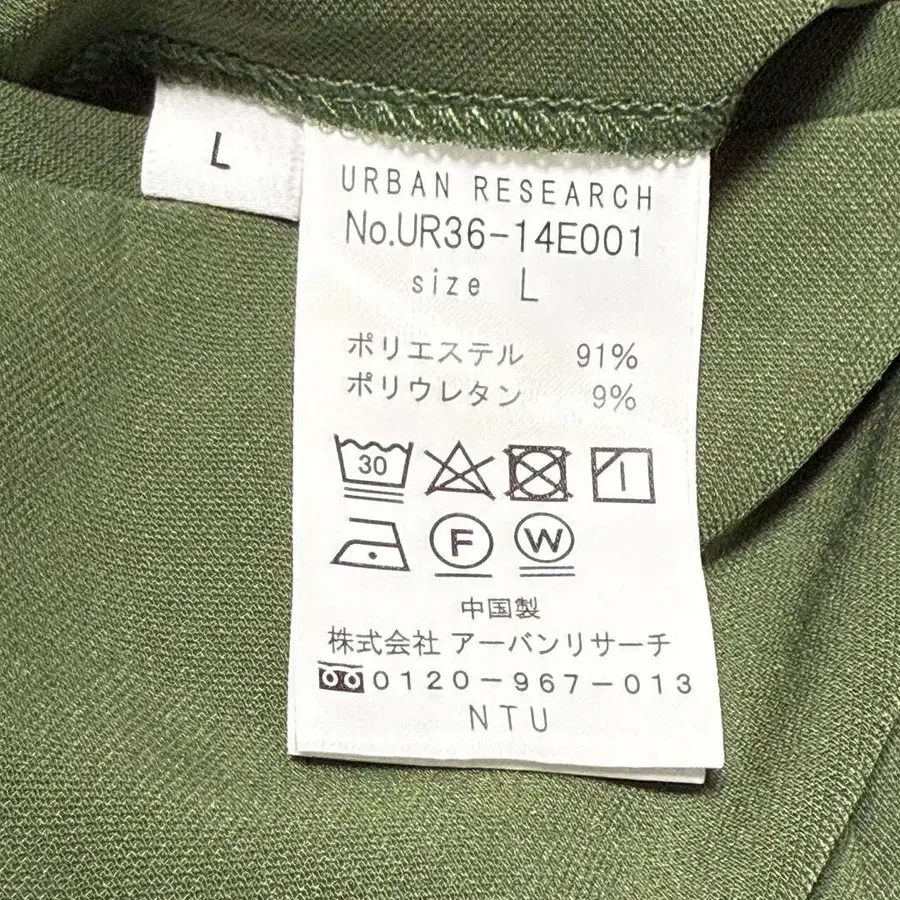 L
URBAN RESEARCH
No.UR36-14E001
size L
ポリエステル 91%
ポリウレタン 9%
30
F W
中国製
株式会社 アーバンリサーチ
0120-967-013
NTU